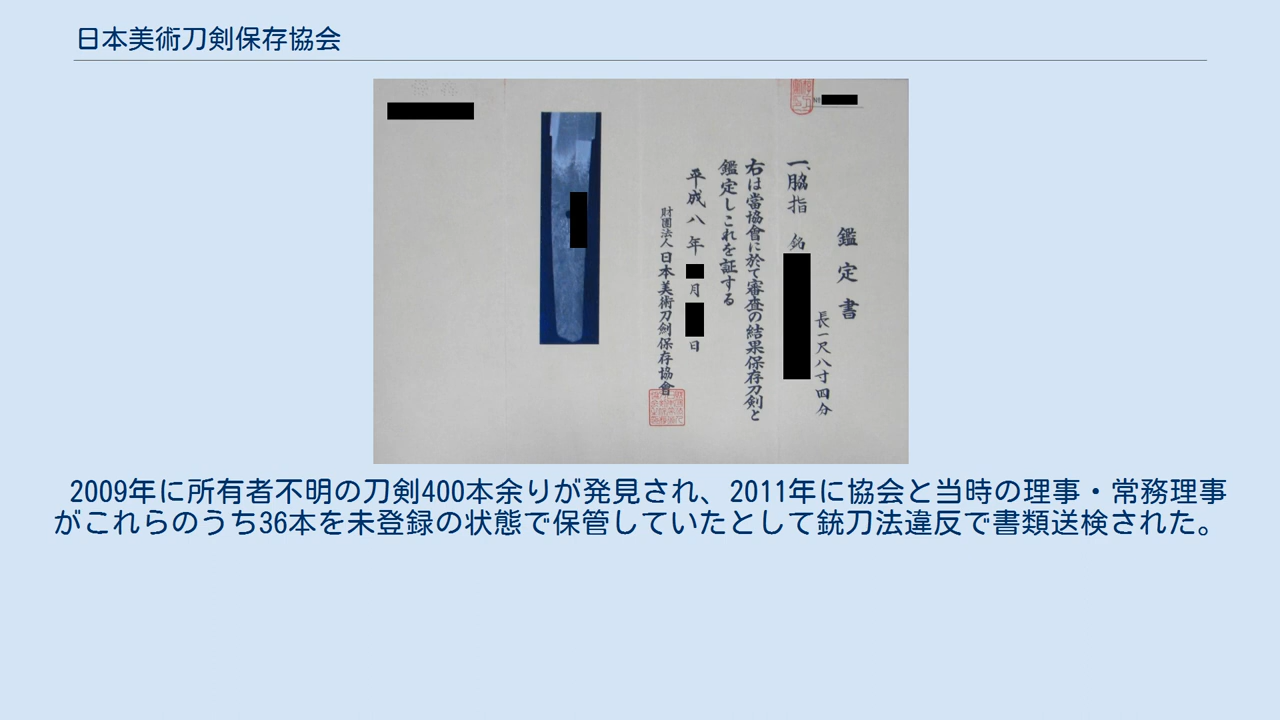 日本美術刀剣保存協会
鑑定書
長一尺八寸四分
一、脇指 銘
右は當協會に於て審査の結果保存刀剣と
鑑定しこれを証する
平成八年 月 日
財團法人日本美術刀劍保存協會
2009年に所有者不明の刀剣400本余りが発見され、2011年に協会と当時の理事・常務理事
がこれらのうち36本を未登録の状態で保管していたとして銃刀法違反で書類送検された。